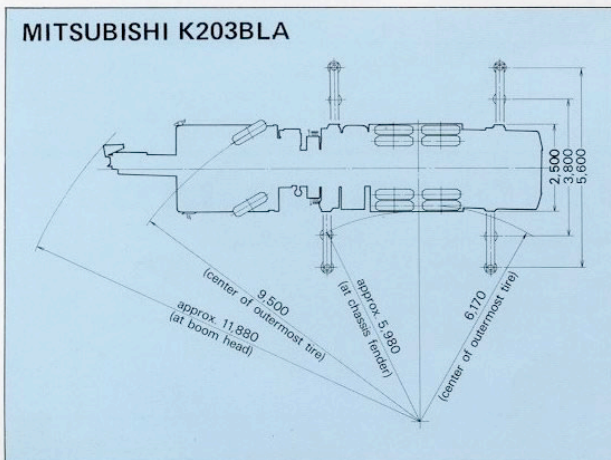 MITSUBISHI K203BLA
2,500
3,800
5,600
9,500
(center of outermost tire)
approx. 11,880
(at boom head)
approx. 5,980
(at chassis fender)
6,170
(center of outermost tire)